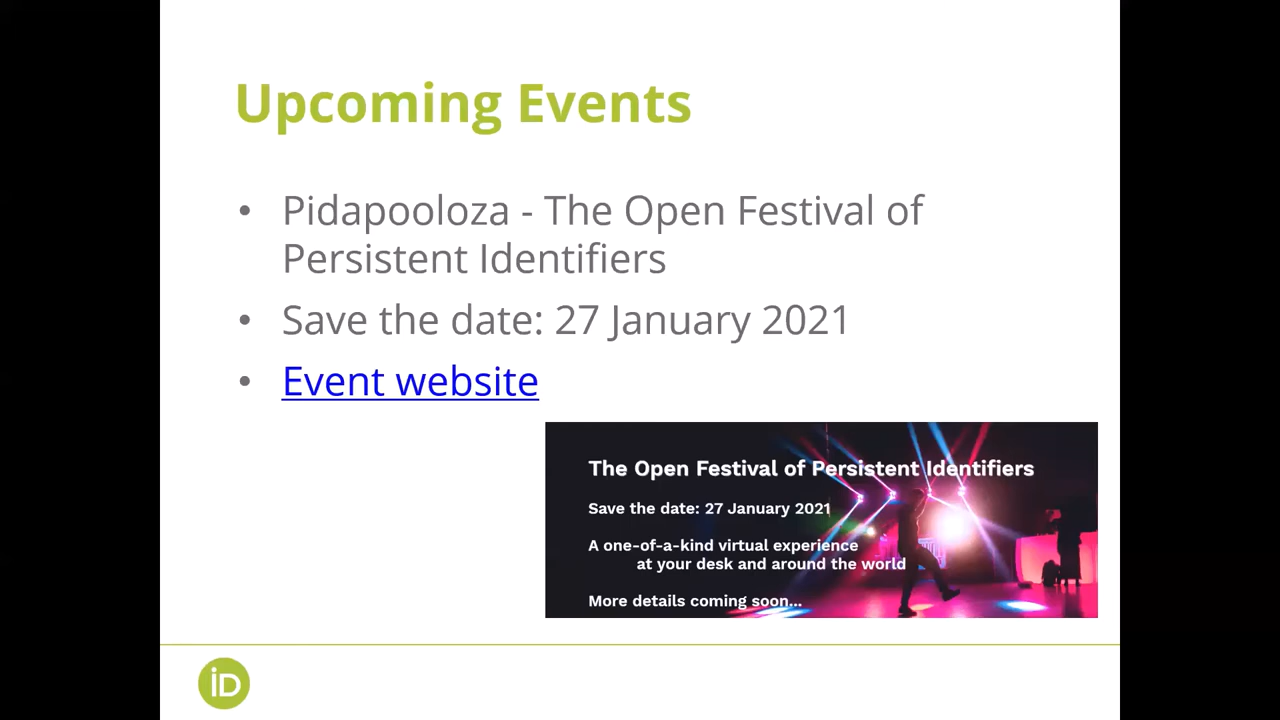 Upcoming Events
• Pidapooloza - The Open Festival of
Persistent Identifiers
• Save the date: 27 January 2021
• Event website
The Open Festival of Persistent Identifiers
Save the date: 27 January 2021
A one-of-a-kind virtual experience
at your desk and around the world
More details coming soon...
iD